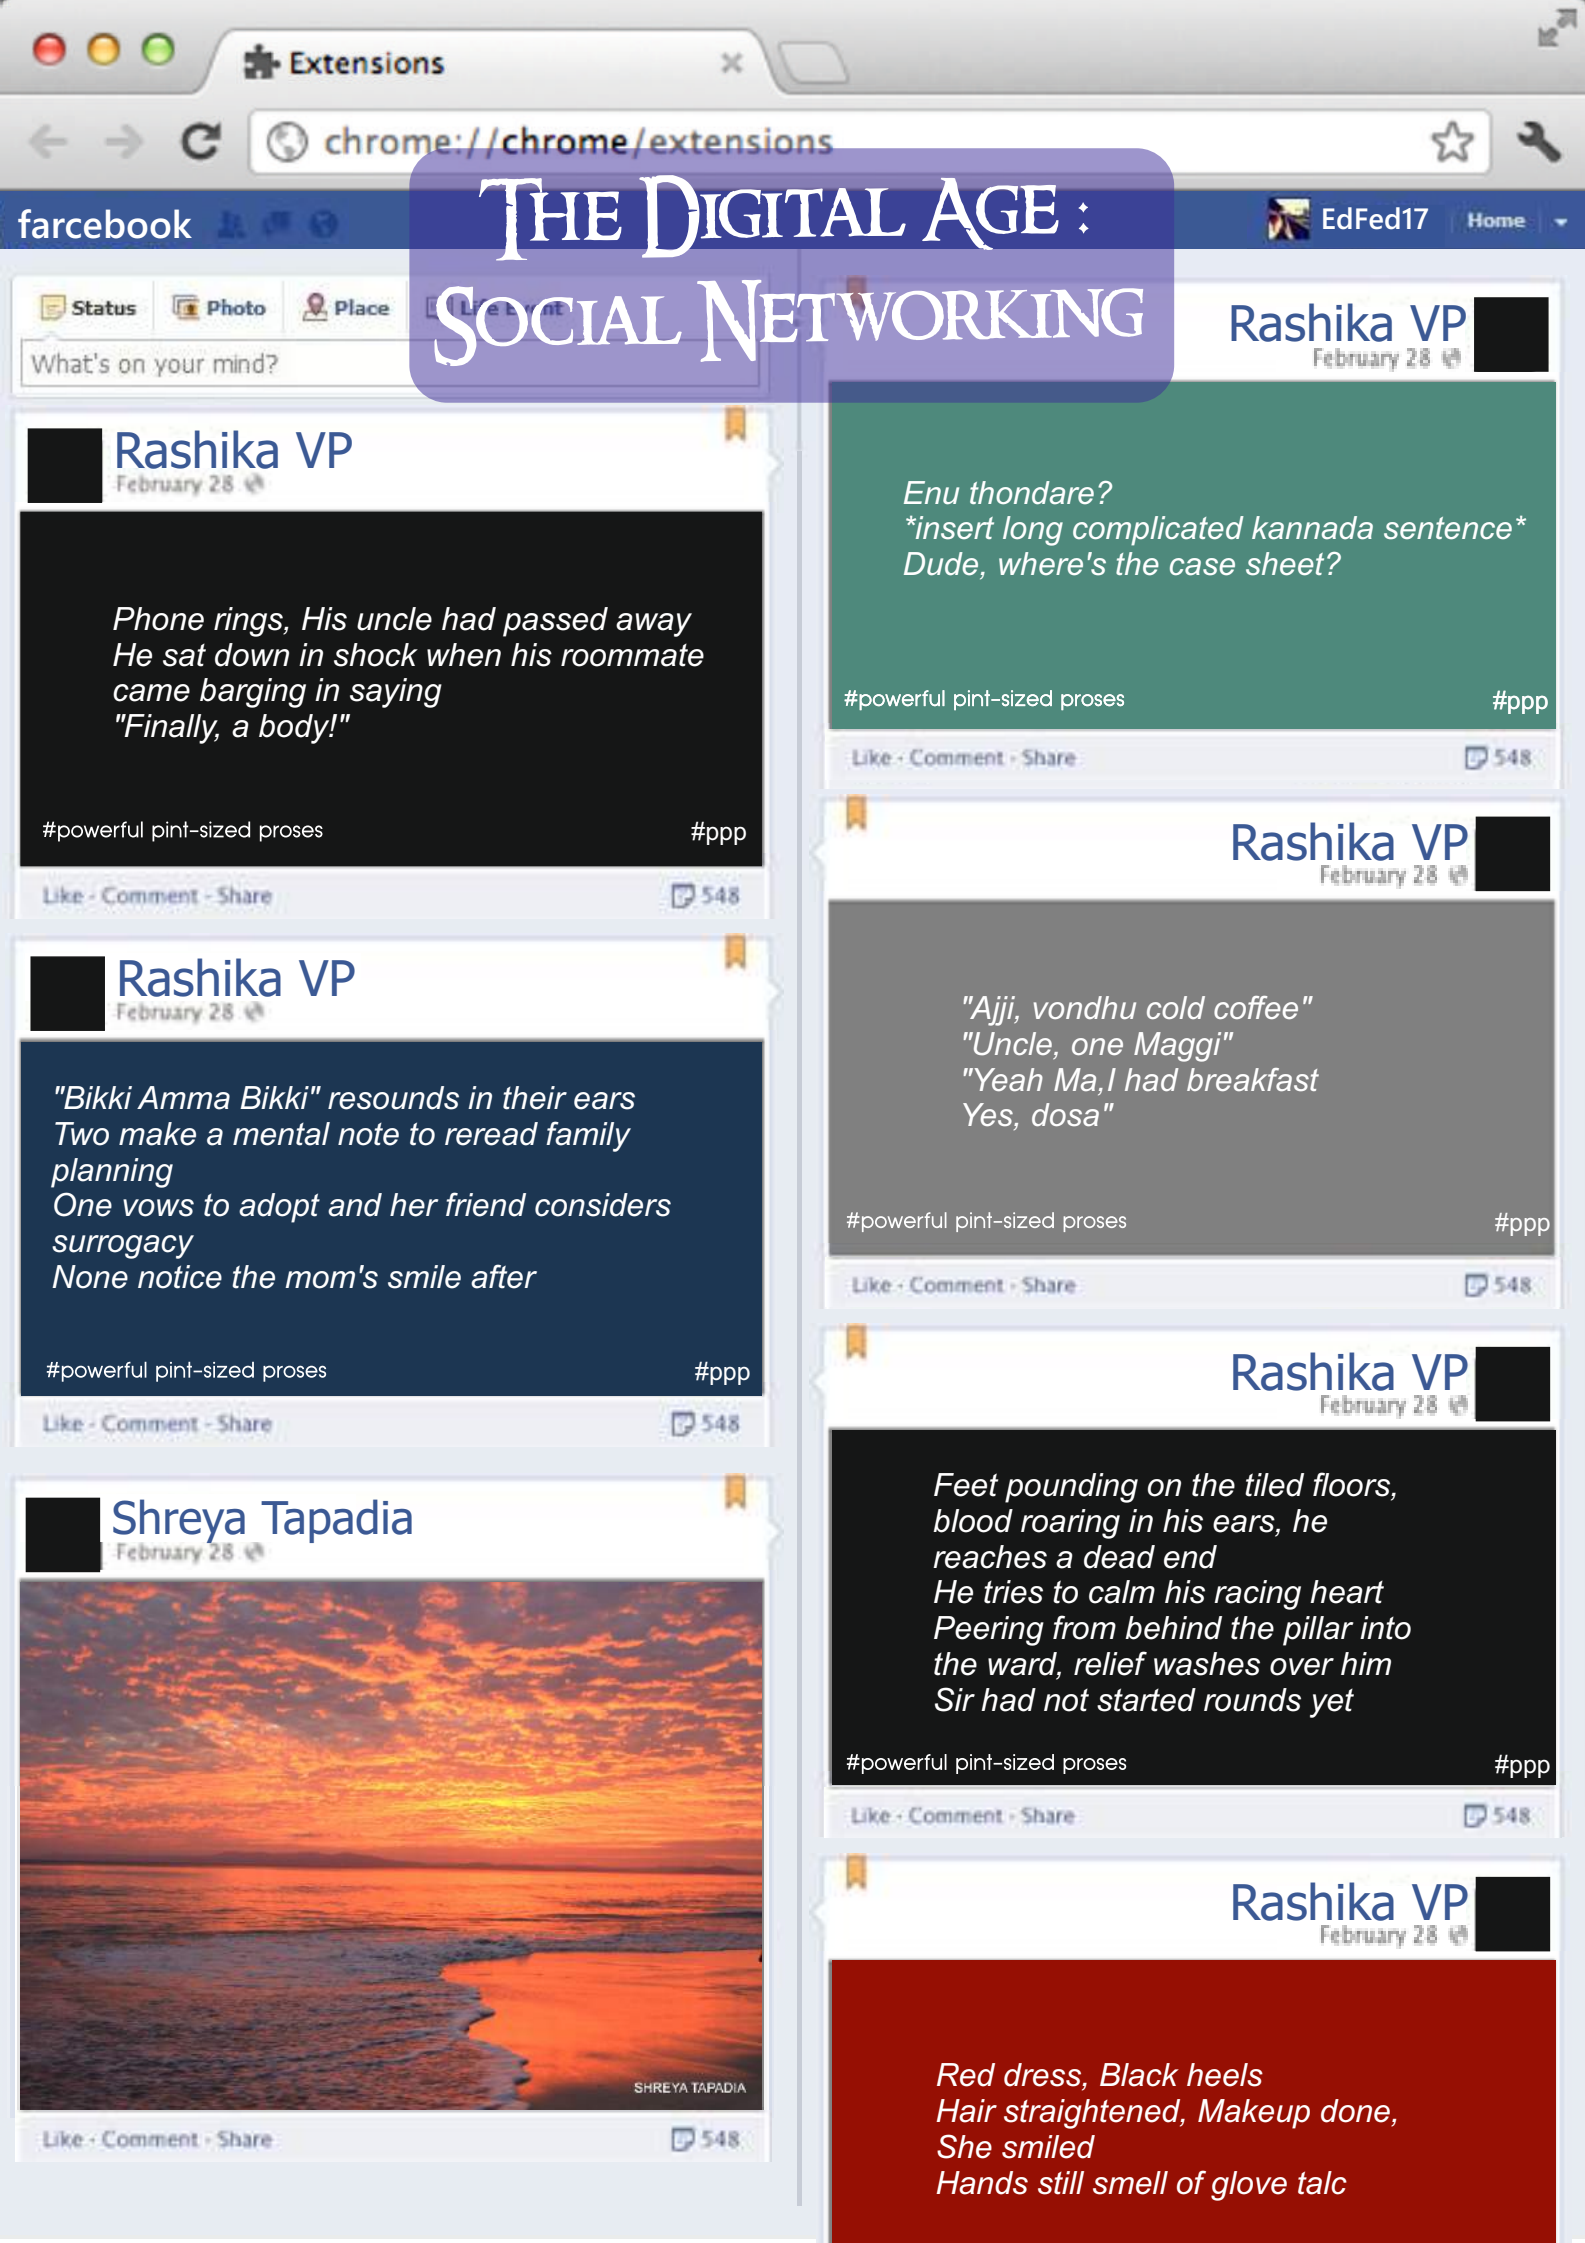 Extensions
chrome://chrome/extensions
farcebook
THE DIGITAL AGE :
SOCIAL NETWORKING
EdFed17
Home
Status
Photo
Place
Life Event
What's on your mind?
Rashika VP
February 28
Phone rings, His uncle had passed away
He sat down in shock when his roommate
came barging in saying
"Finally, a body!"
#powerful pint-sized proses
#ppp
Like - Comment - Share
548
Rashika VP
February 28
"Bikki Amma Bikki" resounds in their ears
Two make a mental note to reread family
planning
One vows to adopt and her friend considers
surrogacy
None notice the mom's smile after
#powerful pint-sized proses
#ppp
Like - Comment - Share
548
Shreya Tapadia
February 28
SHREYA TAPADIA
Like - Comment - Share
548
Rashika VP
February 28
Enu thondare?
*insert long complicated kannada sentence*
Dude, where's the case sheet?
#powerful pint-sized proses
#ppp
Like - Comment - Share
548
Rashika VP
February 28
"Ajji, vondhu cold coffee"
"Uncle, one Maggi"
"Yeah Ma,I had breakfast
Yes, dosa"
#powerful pint-sized proses
#ppp
Like - Comment - Share
548
Rashika VP
February 28
Feet pounding on the tiled floors,
blood roaring in his ears, he
reaches a dead end
He tries to calm his racing heart
Peering from behind the pillar into
the ward, relief washes over him
Sir had not started rounds yet
#powerful pint-sized proses
#ppp
Like - Comment - Share
548
Rashika VP
February 28
Red dress, Black heels
Hair straightened, Makeup done,
She smiled
Hands still smell of glove talc